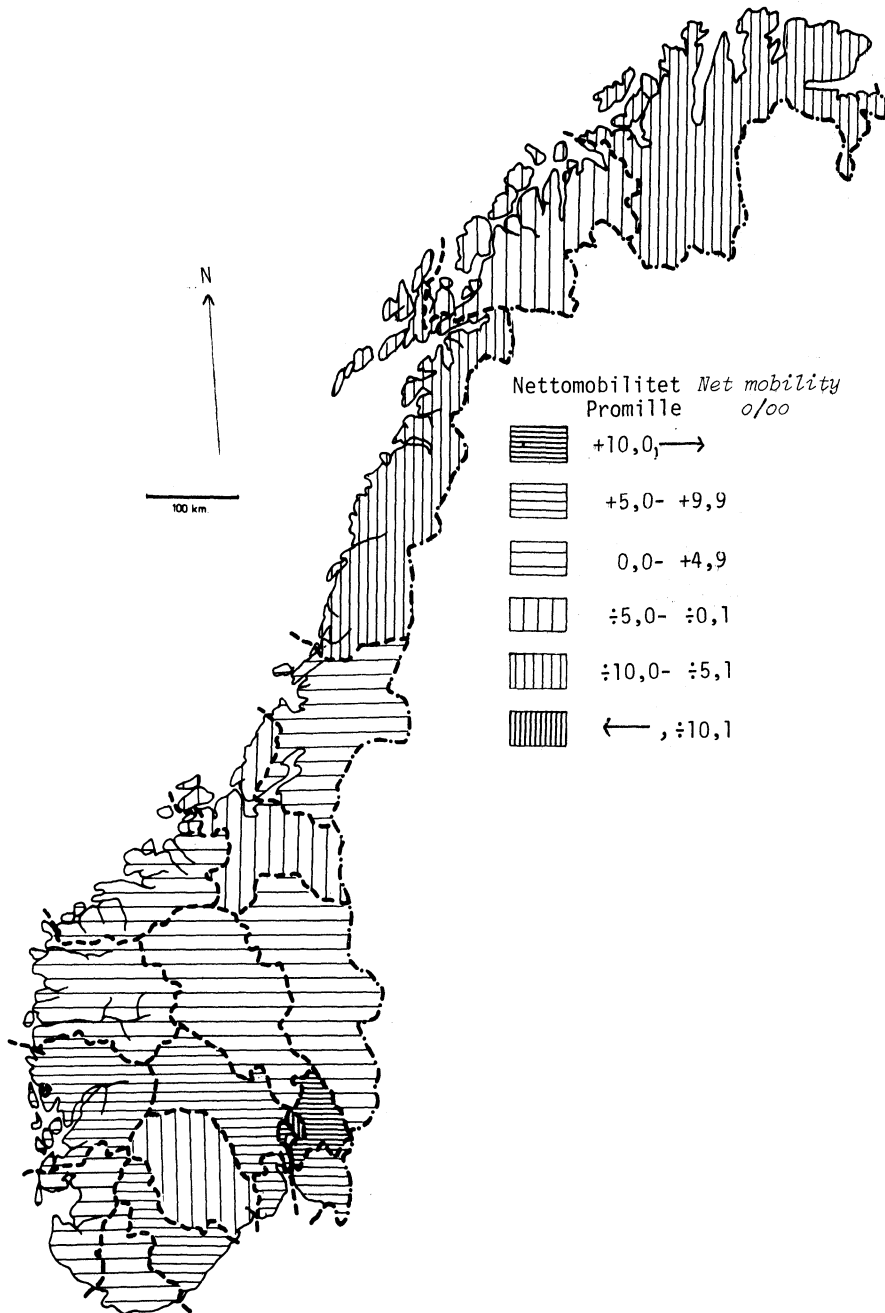 N
100 km.
Nettomobilitet Net mobility
Promille o/oo
+10,0,⟶
+5,0- +9,9
0,0- +4,9
÷5,0- ÷0,1
÷10,0- ÷5,1
⟵ , ÷10,1